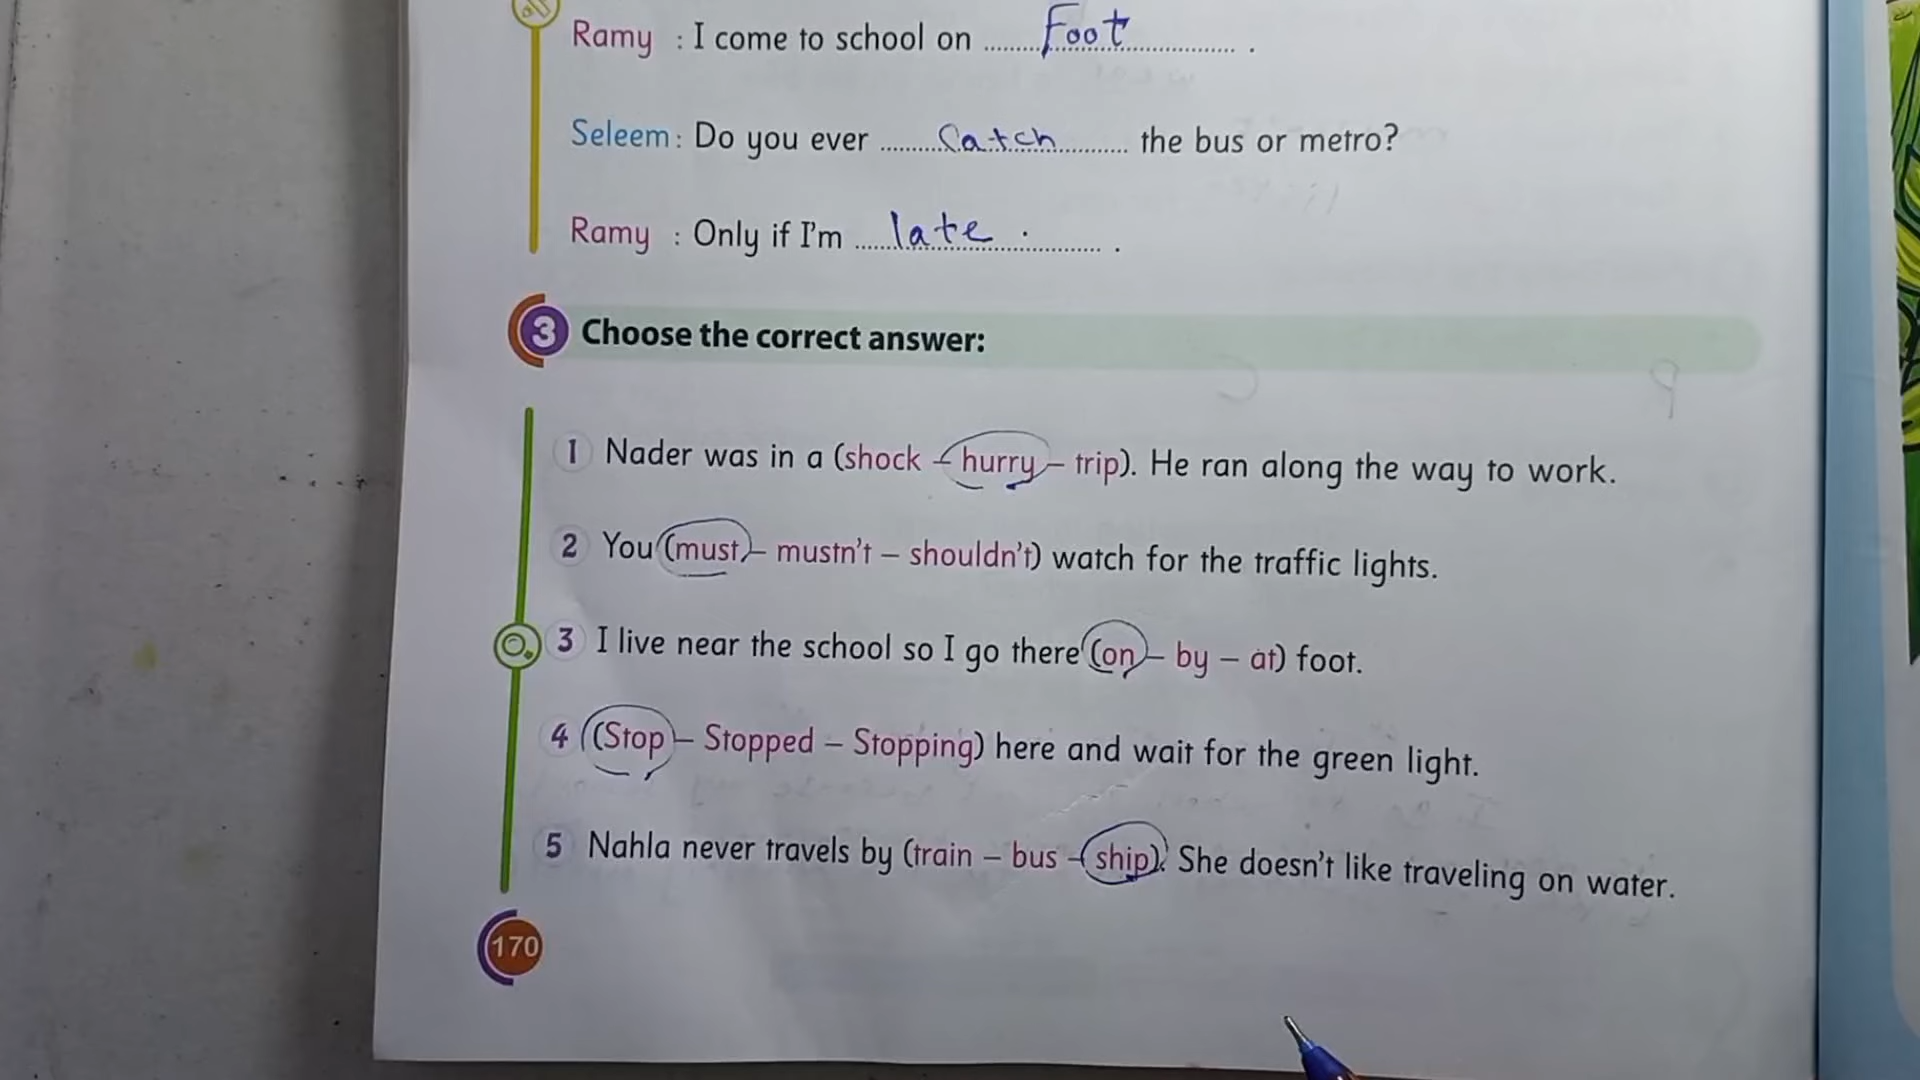 Ramy : I come to school on ......... Foot ......... .
Seleem : Do you ever ......... Catch ......... the bus or metro?
Ramy : Only if I'm ......... late . ......... .
3 Choose the correct answer:
1 Nader was in a (shock – hurry – trip). He ran along the way to work.
2 You (must – mustn't – shouldn't) watch for the traffic lights.
3 I live near the school so I go there (on – by – at) foot.
4 (Stop – Stopped – Stopping) here and wait for the green light.
5 Nahla never travels by (train – bus – ship). She doesn't like traveling on water.
170